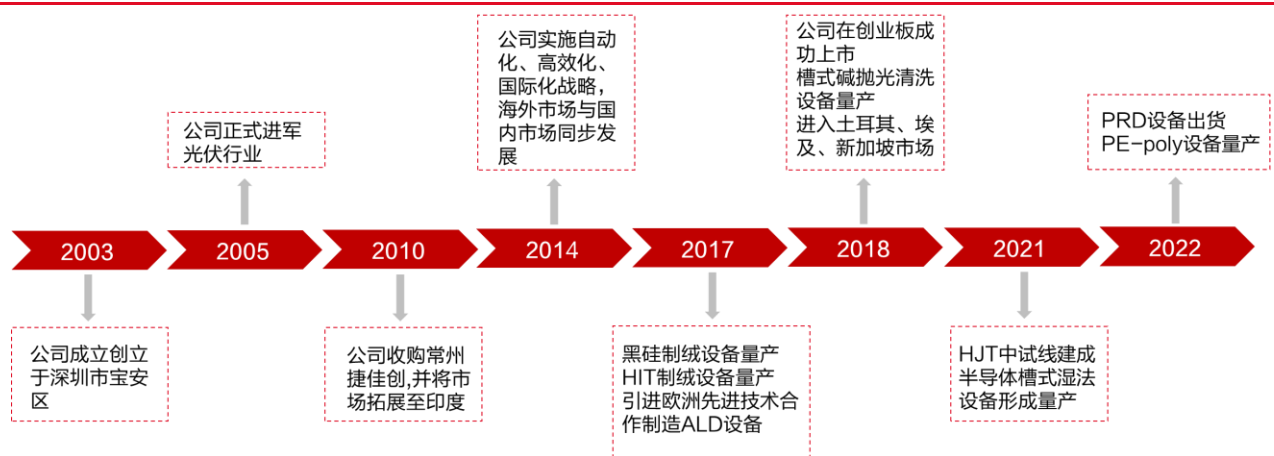 公司实施自动
化、高效化、
国际化战略，
海外市场与国
内市场同步发
展
公司在创业板成
功上市
槽式碱抛光清洗
设备量产
进入土耳其、埃
及、新加坡市场
公司正式进军
光伏行业
PRD设备出货
PE-poly设备量产
2003
2005
2010
2014
2017
2018
2021
2022
公司成立创立
于深圳市宝安
区
公司收购常州
捷佳创,并将市
场拓展至印度
黑硅制绒设备量产
HIT制绒设备量产
引进欧洲先进技术合
作制造ALD设备
HJT中试线建成
半导体槽式湿法
设备形成量产